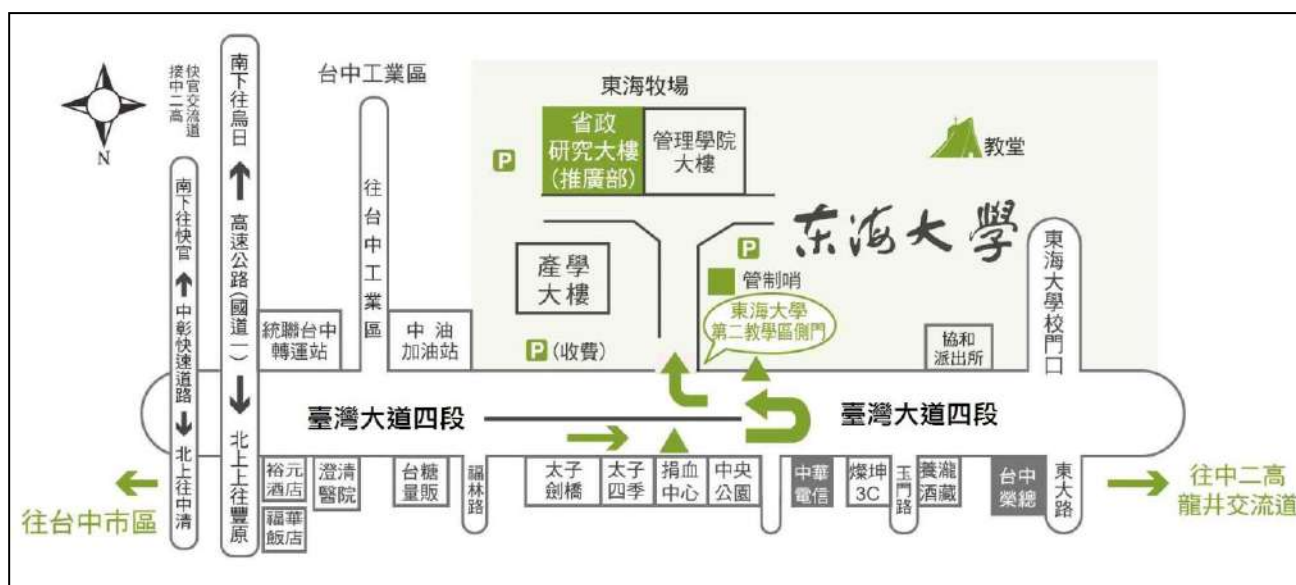 N
快官交流道
接中二高
南下往快官
中彰快速道路
北上往中清
南下往烏日
高速公路(國道一)
北上上往豐原
往台中市區
台中工業區
往台中工業區
統聯台中
轉運站
中油
加油站
東海牧場
省政
研究大樓
(推廣部)
管理學院
大樓
P
教堂
东海大學
產學
大樓
P
管制哨
東海大學
第二教學區側門
P(收費)
協和
派出所
東海大學校門口
臺灣大道四段
臺灣大道四段
裕元
酒店
福華
飯店
澄清
醫院
台糖
量販
福林路
太子
劍橋
太子
四季
捐血
中心
中央
公園
中華
電信
燦坤
3C
玉門路
養瀧
酒藏
台中
榮總
東大路
往中二高
龍井交流道